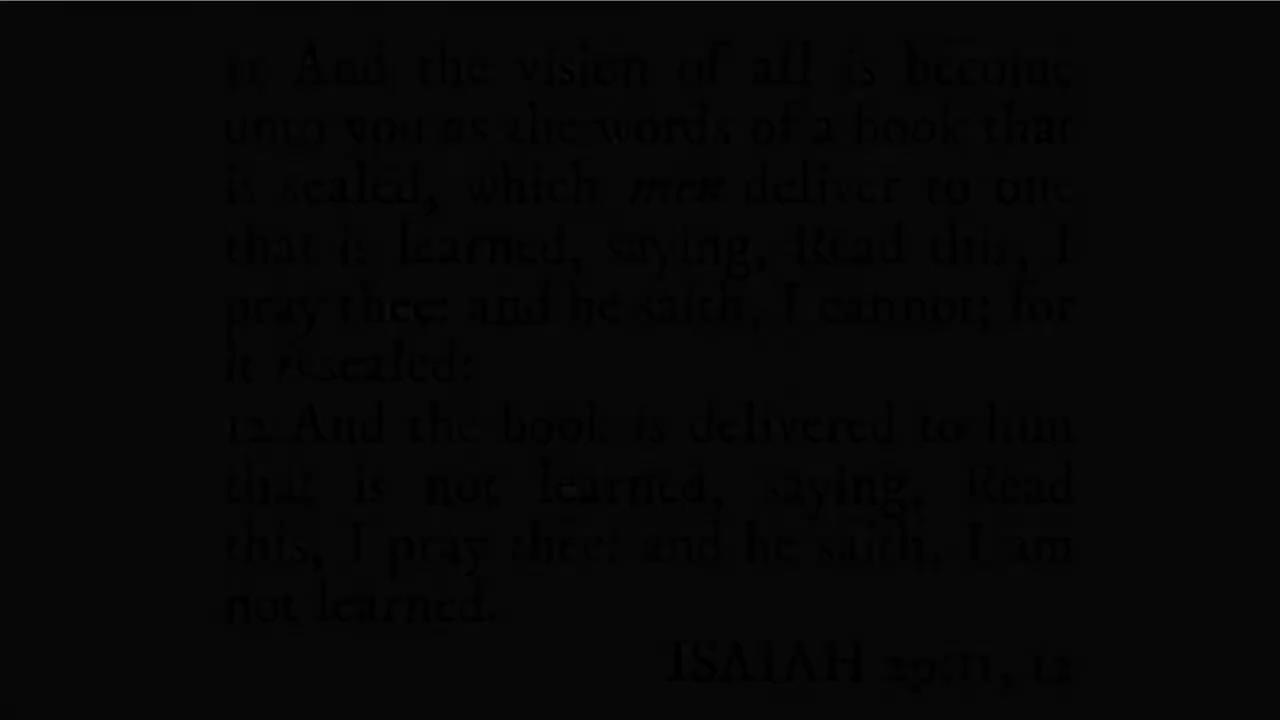 11 And the vision of all is become
unto you as the words of a book that
is sealed, which men deliver to one
that is learned, saying, Read this, I
pray thee: and he saith, I cannot; for
it is sealed:
12 And the book is delivered to him
that is not learned, saying, Read
this, I pray thee: and he saith, I am
not learned.
ISAIAH 29:11, 12